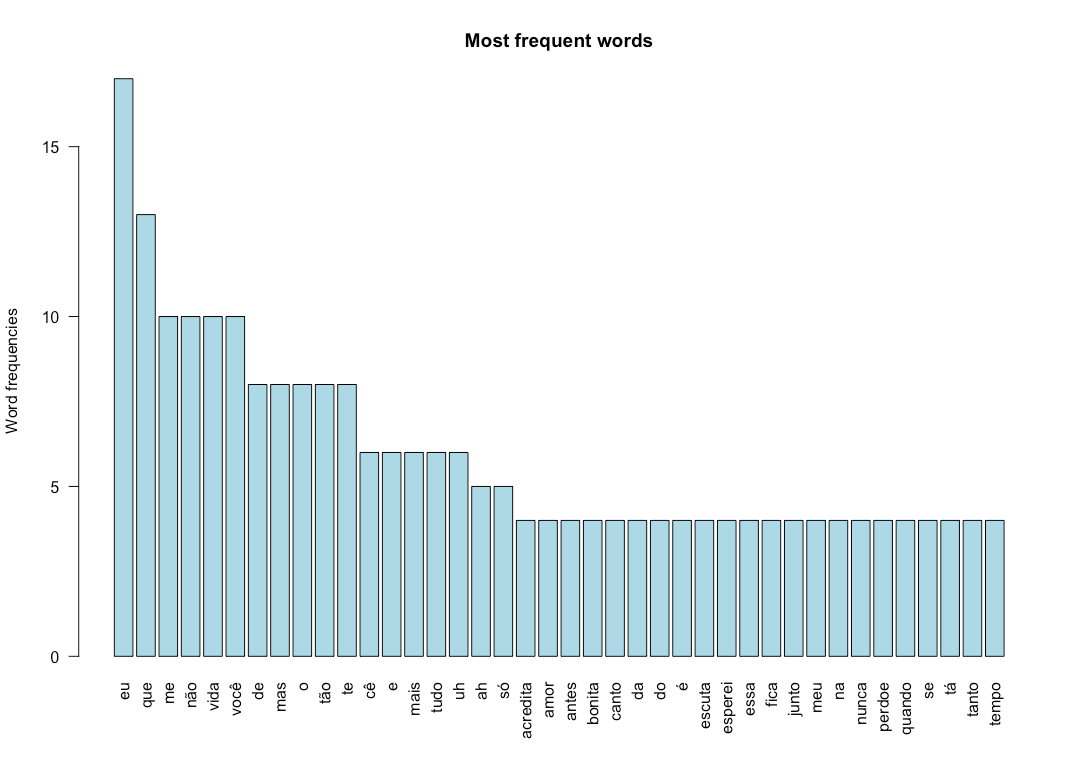 Most frequent words
Word frequencies
15
10
5
0
eu
que
me
não
vida
você
de
mas
o
tão
te
cê
e
mais
tudo
uh
ah
só
acredita
amor
antes
bonita
canto
da
do
é
escuta
esperei
essa
fica
junto
meu
na
nunca
perdoe
quando
se
tá
tanto
tempo